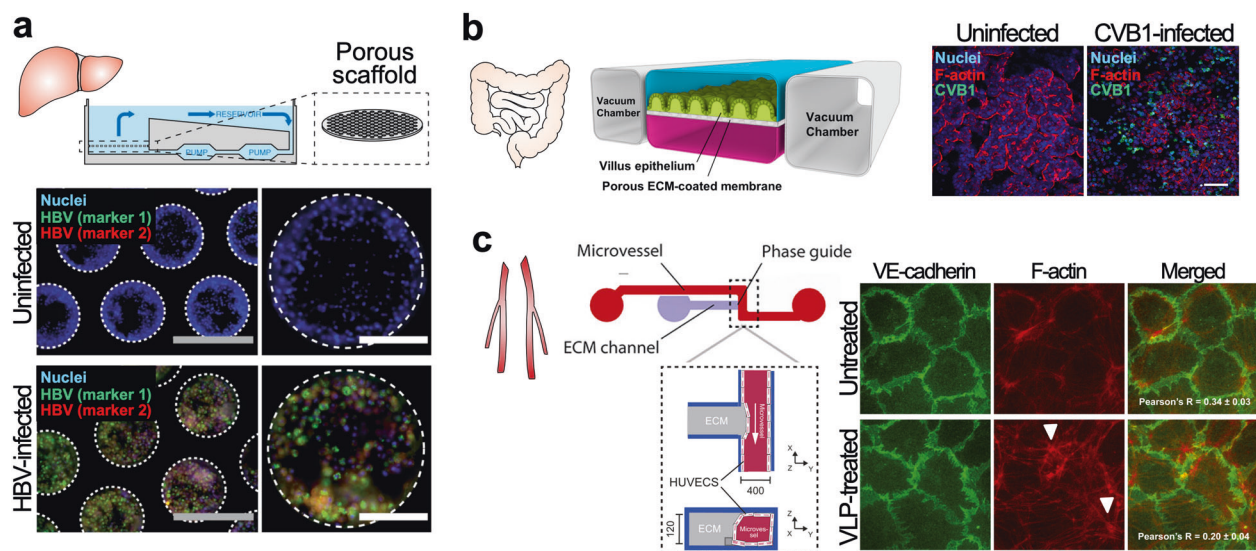 a
Porous
scaffold
RESERVOIR
PUMP
PUMP
Uninfected
Nuclei
HBV (marker 1)
HBV (marker 2)
HBV-infected
Nuclei
HBV (marker 1)
HBV (marker 2)
b
Vacuum
Chamber
Vacuum
Chamber
Villus epithelium
Porous ECM-coated membrane
Uninfected
CVB1-infected
Nuclei
F-actin
CVB1
Nuclei
F-actin
CVB1
c
Microvessel
Phase guide
ECM channel
ECM
Microvessel
X
Z
Y
HUVECS
400
120
ECM
Microves-
sel
Z
X
Y
VE-cadherin
F-actin
Merged
Untreated
Pearson's R = 0.34 ± 0.03
VLP-treated
Pearson's R = 0.20 ± 0.04